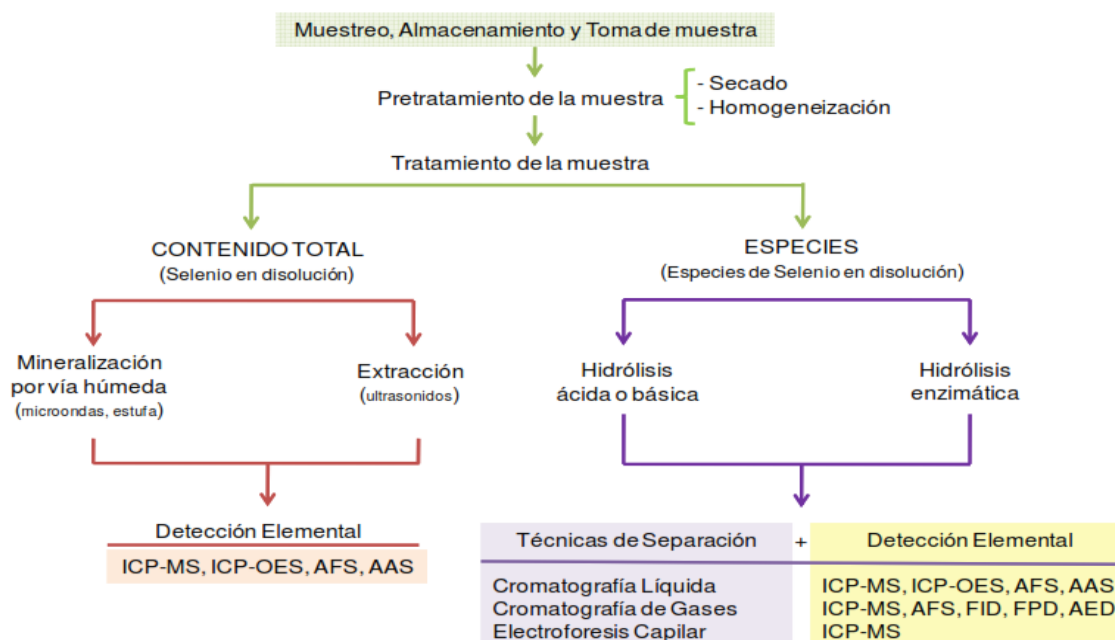 Muestreo, Almacenamiento y Toma de muestra
Pretratamiento de la muestra
- Secado
- Homogeneización
Tratamiento de la muestra
CONTENIDO TOTAL
(Selenio en disolución)
ESPECIES
(Especies de Selenio en disolución)
Mineralización
por vía húmeda
(microondas, estufa)
Extracción
(ultrasonidos)
Hidrólisis
ácida o básica
Hidrólisis
enzimática
Detección Elemental
ICP-MS, ICP-OES, AFS, AAS
Técnicas de Separación + Detección Elemental
Cromatografía Líquida ICP-MS, ICP-OES, AFS, AAS
Cromatografía de Gases ICP-MS, AFS, FID, FPD, AED
Electroforesis Capilar ICP-MS